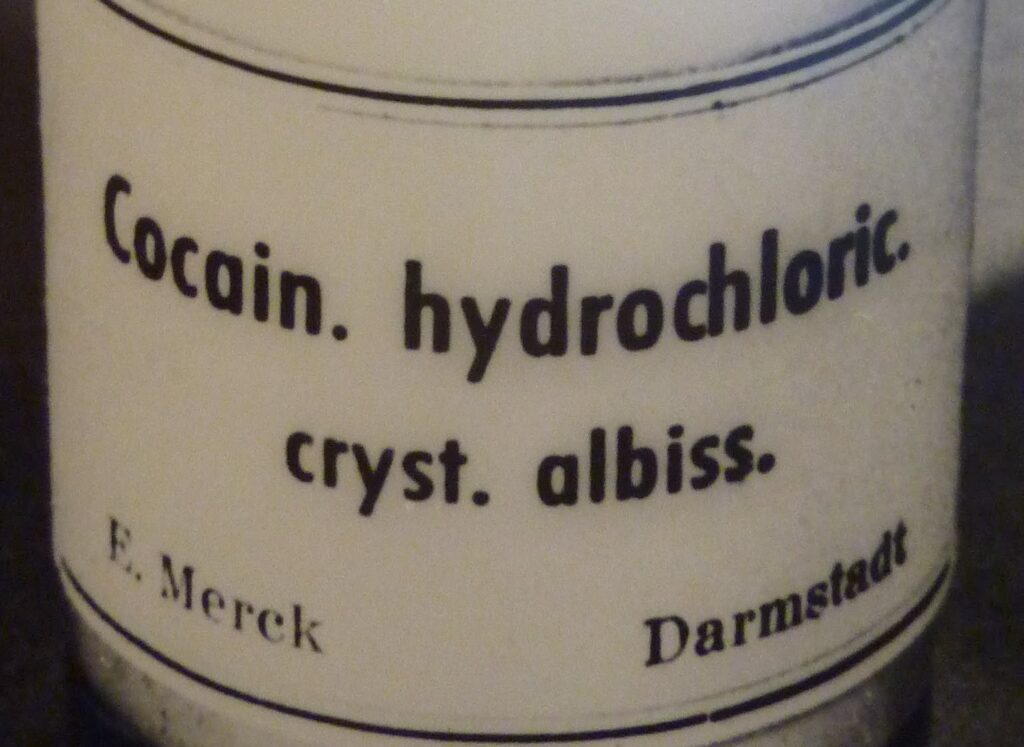 Cocain. hydrochloric.
cryst. albiss.
E. Merck Darmstadt